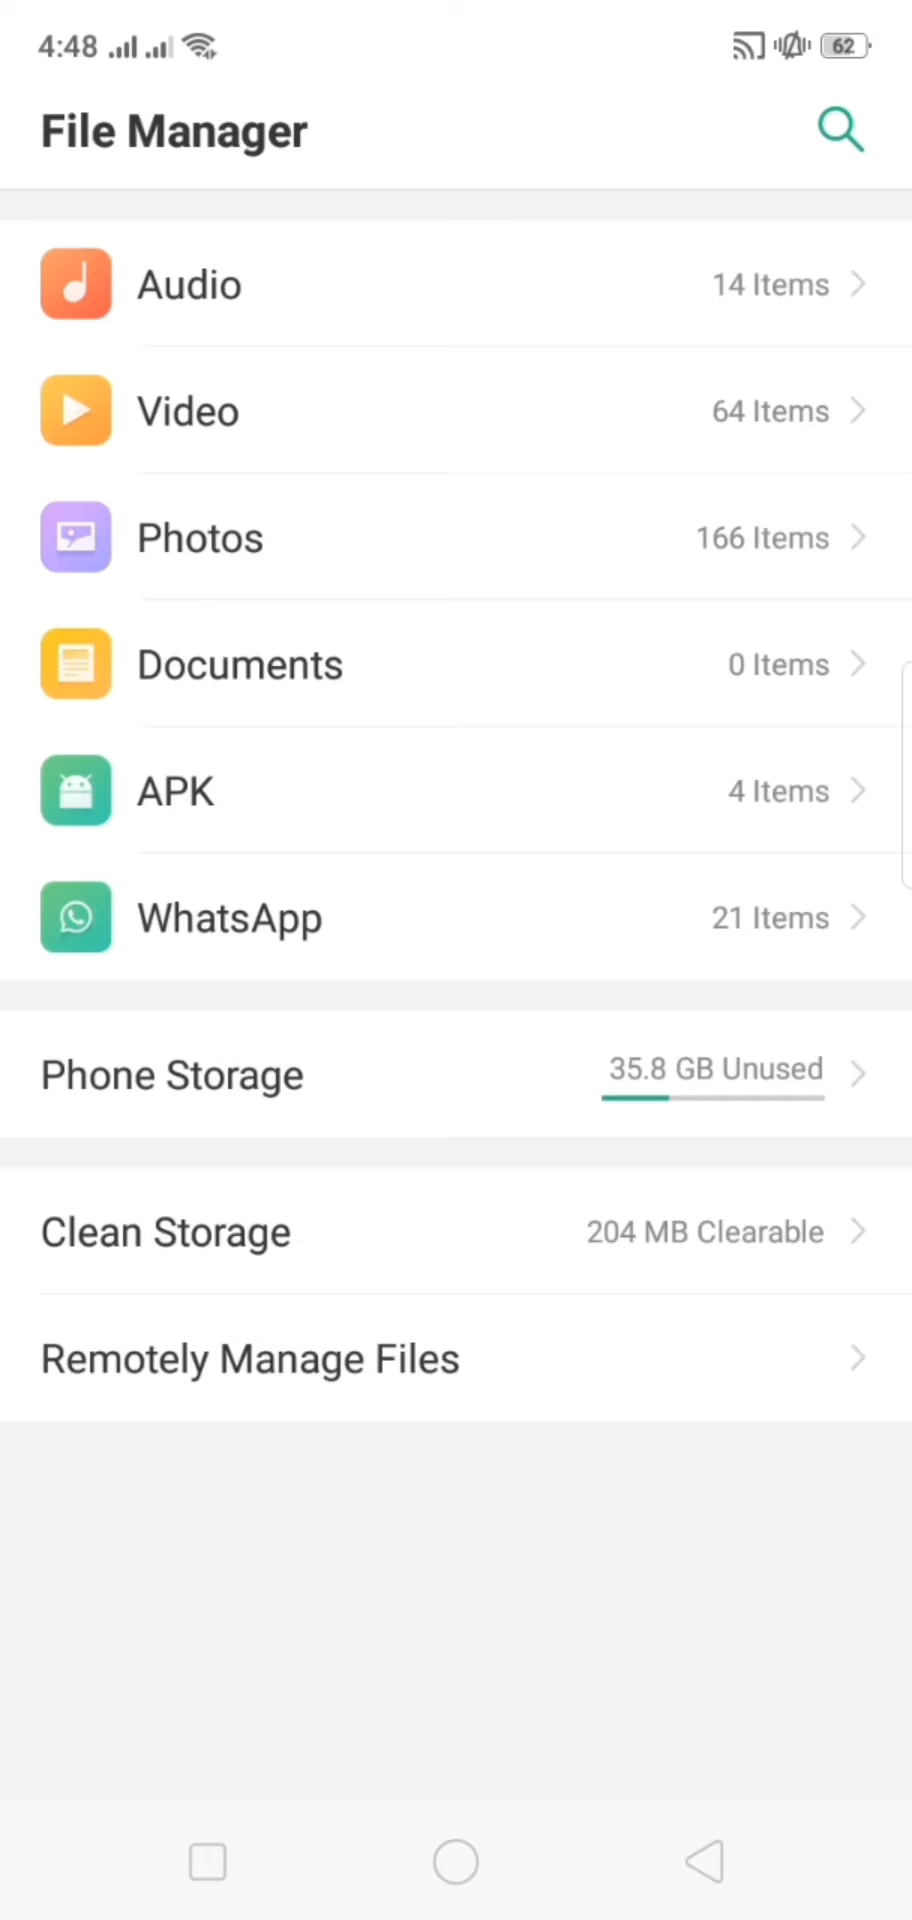 4:48 62
File Manager
Audio 14 Items
Video 64 Items
Photos 166 Items
Documents 0 Items
APK 4 Items
WhatsApp 21 Items
Phone Storage 35.8 GB Unused
Clean Storage 204 MB Clearable
Remotely Manage Files